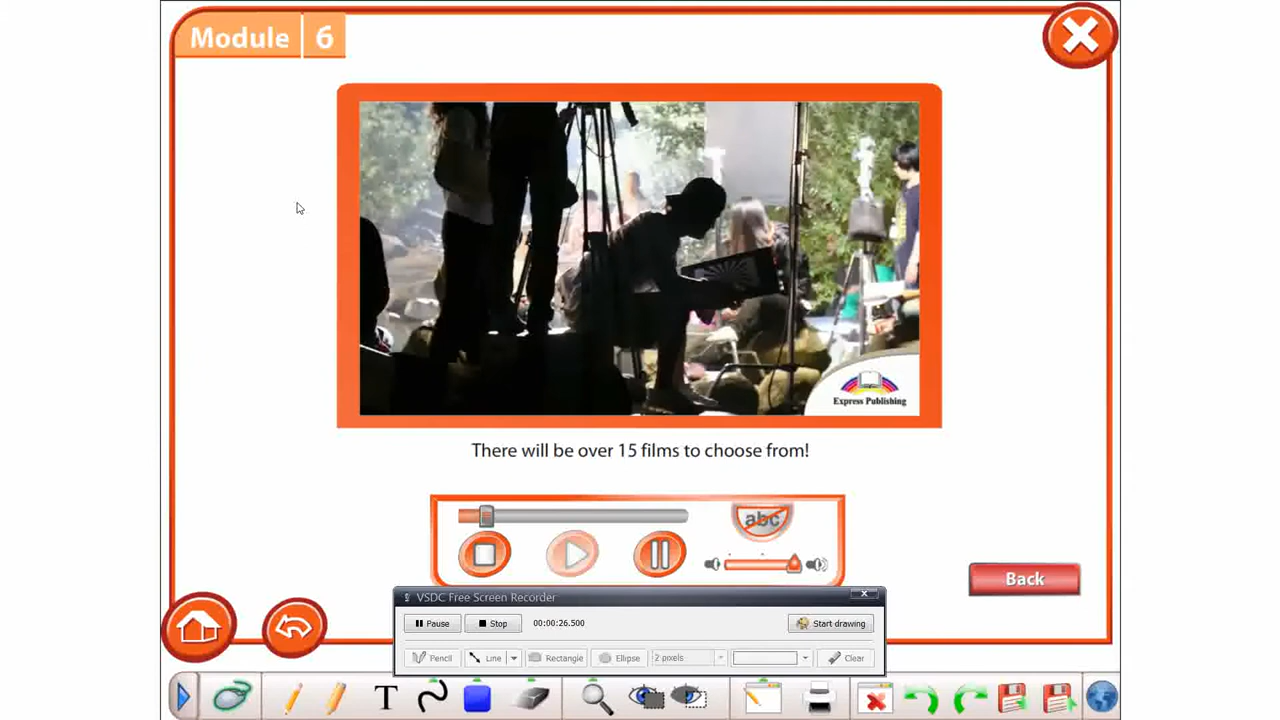 Module 6
Express Publishing
There will be over 15 films to choose from!
abc
Back
VSDC Free Screen Recorder
Pause
Stop
00:00:26.500
Start drawing
Pencil
Line
Rectangle
Ellipse
2 pixels
Clear
T